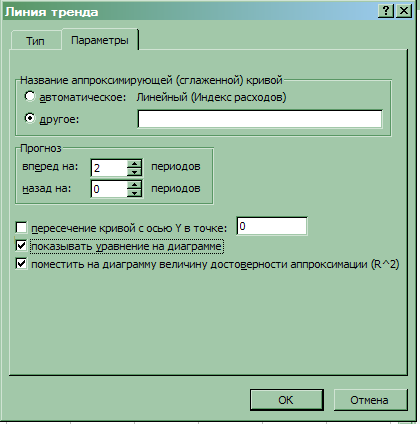 Линия тренда
Тип Параметры
Название аппроксимирующей (сглаженной) кривой
автоматическое: Линейный (Индекс расходов)
другое:
Прогноз
вперед на: 2 периодов
назад на: 0 периодов
пересечение кривой с осью Y в точке: 0
показывать уравнение на диаграмме
поместить на диаграмму величину достоверности аппроксимации (R^2)
OK Отмена